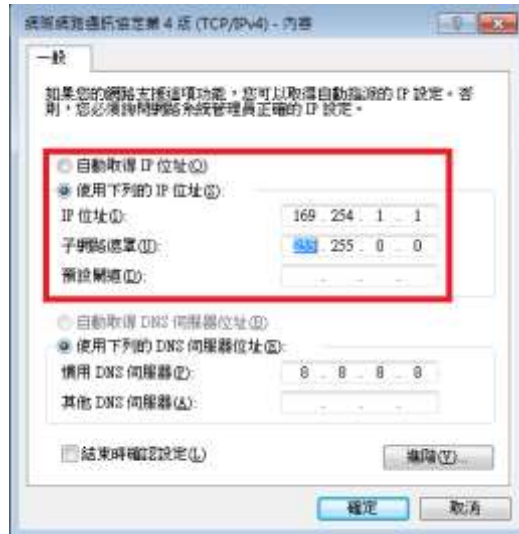 網際網路通訊協定第 4 版 (TCP/IPv4) - 內容
一般
如果您的網路支援這項功能，您可以取得自動指派的 IP 設定。否
則，您必須詢問網路系統管理員正確的 IP 設定。
自動取得 IP 位址(O)
使用下列的 IP 位址(S):
IP 位址(I): 169 . 254 . 1 . 1
子網路遮罩(U): 255 . 255 . 0 . 0
預設閘道(D): . . .
自動取得 DNS 伺服器位址(B)
使用下列的 DNS 伺服器位址(E):
慣用 DNS 伺服器(P): 8 . 8 . 8 . 8
其他 DNS 伺服器(A): . . .
結束時確認設定(L)
進階(V)...
確定
取消